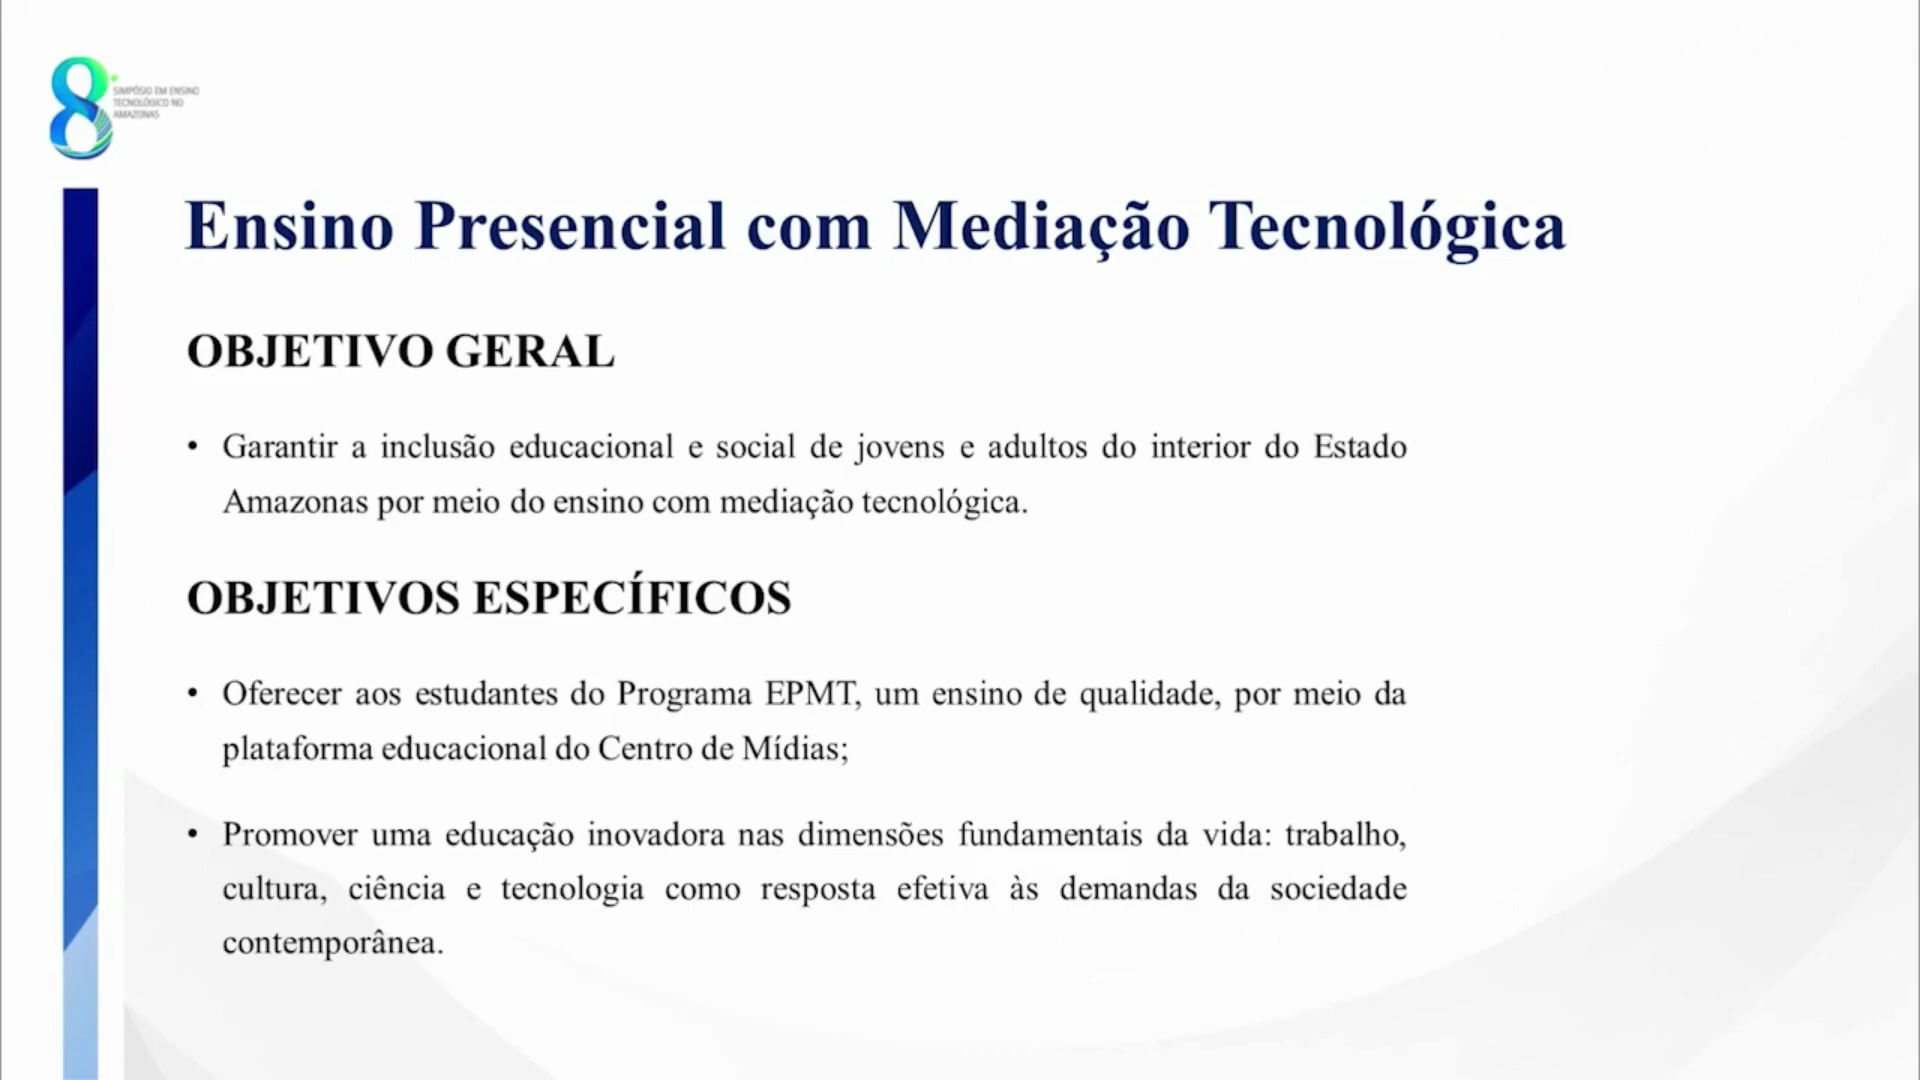 8º
SIMPÓSIO EM ENSINO
TECNOLÓGICO NO
AMAZONAS
Ensino Presencial com Mediação Tecnológica
OBJETIVO GERAL
• Garantir a inclusão educacional e social de jovens e adultos do interior do Estado
Amazonas por meio do ensino com mediação tecnológica.
OBJETIVOS ESPECÍFICOS
• Oferecer aos estudantes do Programa EPMT, um ensino de qualidade, por meio da
plataforma educacional do Centro de Mídias;
• Promover uma educação inovadora nas dimensões fundamentais da vida: trabalho,
cultura, ciência e tecnologia como resposta efetiva às demandas da sociedade
contemporânea.